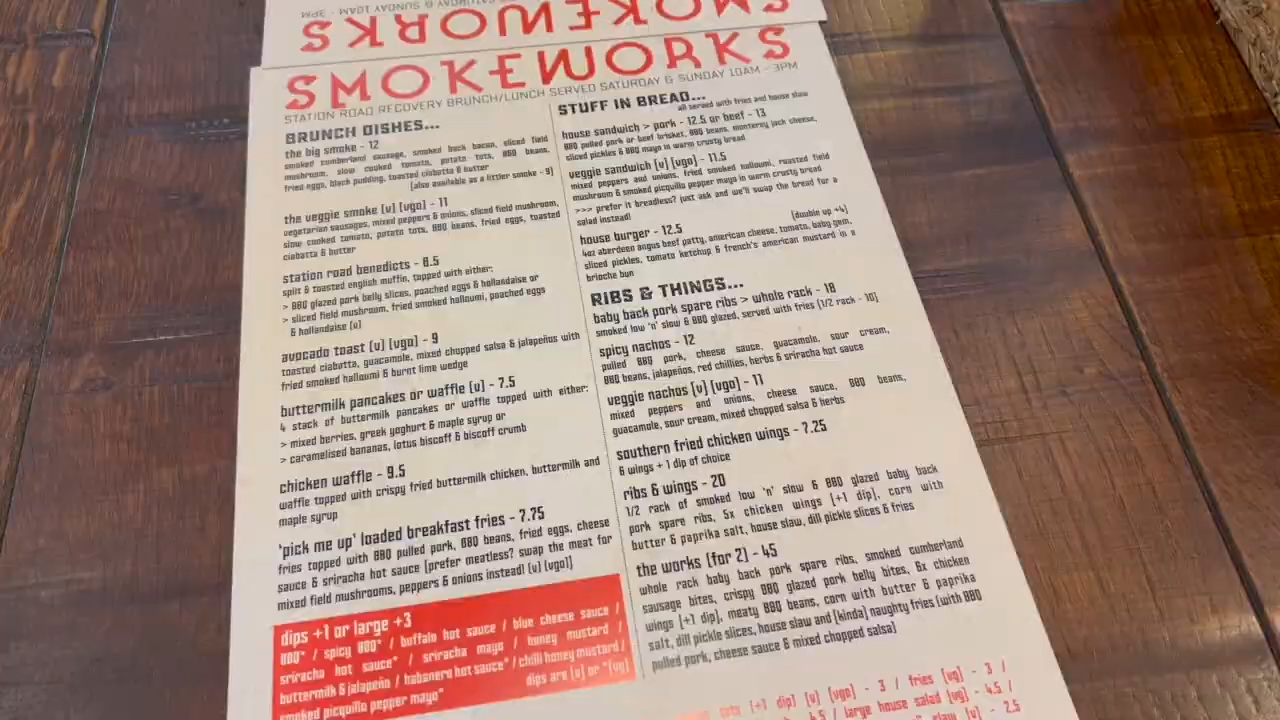 SMOKEWORKS
SMOKEWORKS
STATION ROAD RECOVERY BRUNCH/LUNCH SERVED SATURDAY & SUNDAY 10AM - 3PM
BRUNCH DISHES...
the big smoke - 12
smoked cumberland sausage, smoked back bacon, sliced field
mushroom, slow cooked tomato, potato tots, BBQ beans,
fried eggs, black pudding, toasted ciabatta & butter
[also available as a littler smoke - 9]
the veggie smoke [v] [vgo] - 11
vegetarian sausages, mixed peppers & onions, sliced field mushroom,
slow cooked tomato, potato tots, BBQ beans, fried eggs, toasted
ciabatta & butter
station road benedicts - 8.5
split & toasted english muffin, topped with either:
> BBQ glazed pork belly slices, poached eggs & hollandaise or
> sliced field mushroom, fried smoked halloumi, poached eggs
& hollandaise [v]
avocado toast [v] [vgo] - 9
toasted ciabatta, guacamole, mixed chopped salsa & jalapeños with
fried smoked halloumi & burnt lime wedge
buttermilk pancakes or waffle [v] - 7.5
4 stack of buttermilk pancakes or waffle topped with either:
> mixed berries, greek yoghurt & maple syrup or
> caramelised bananas, lotus biscoff & biscoff crumb
chicken waffle - 9.5
waffle topped with crispy fried buttermilk chicken, buttermilk and
maple syrup
'pick me up' loaded breakfast fries - 7.75
fries topped with BBQ pulled pork, BBQ beans, fried eggs, cheese
sauce & sriracha hot sauce [prefer meatless? swap the meat for
mixed field mushrooms, peppers & onions instead! [v] [vgo]]
dips +1 or large +3
BBQ* / spicy BBQ* / buffalo hot sauce / blue cheese sauce /
sriracha hot sauce* / sriracha mayo / honey mustard /
buttermilk & jalapeño / habanero hot sauce* / chilli honey mustard /
smoked picquillo pepper mayo*
dips are [v] or *[vg]
STUFF IN BREAD...
all served with fries and house slaw
house sandwich > pork - 12.5 or beef - 13
BBQ pulled pork or beef brisket, BBQ beans, monterey jack cheese,
sliced pickles & BBQ mayo in warm crusty bread
veggie sandwich [v] [vgo] - 11.5
mixed peppers and onions, fried smoked halloumi, roasted field
mushroom & smoked picquillo pepper mayo in warm crusty bread
>>> prefer it breadless? just ask and we'll swap the bread for a
salad instead!
house burger - 12.5
[double up +4]
4oz aberdeen angus beef patty, american cheese, tomato, baby gem,
sliced pickles, tomato ketchup & french's american mustard in a
brioche bun
RIBS & THINGS...
baby back pork spare ribs > whole rack - 18
smoked low 'n' slow & BBQ glazed, served with fries [1/2 rack - 10]
spicy nachos - 12
pulled BBQ pork, cheese sauce, guacamole, sour cream,
BBQ beans, jalapeños, red chillies, herbs & sriracha hot sauce
veggie nachos [v] [vgo] - 11
mixed peppers and onions, cheese sauce, BBQ beans,
guacamole, sour cream, mixed chopped salsa & herbs
southern fried chicken wings - 7.25
6 wings + 1 dip of choice
ribs & wings - 20
1/2 rack of smoked low 'n' slow & BBQ glazed baby back
pork spare ribs, 5x chicken wings [+1 dip], corn with
butter & paprika salt, house slaw, dill pickle slices & fries
the works [for 2] - 45
whole rack baby back pork spare ribs, smoked cumberland
sausage bites, crispy BBQ glazed pork belly bites, 6x chicken
wings [+1 dip], meaty BBQ beans, corn with butter & paprika
salt, dill pickle slices, house slaw and [kinda] naughty fries [with BBQ
pulled pork, cheese sauce & mixed chopped salsa]
[+1 dip] [v] [vgo] - 3 / fries [vg] - 3 /
4.5 / large house salad [vg] - 4.5 /
slaw [v] - 2.5